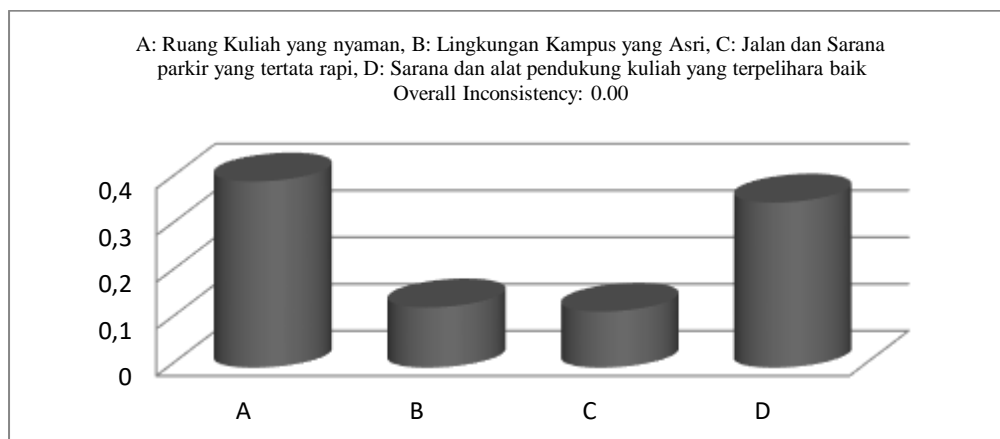 A: Ruang Kuliah yang nyaman, B: Lingkungan Kampus yang Asri, C: Jalan dan Sarana
parkir yang tertata rapi, D: Sarana dan alat pendukung kuliah yang terpelihara baik
Overall Inconsistency: 0.00
0,4
0,3
0,2
0,1
0
A B C D